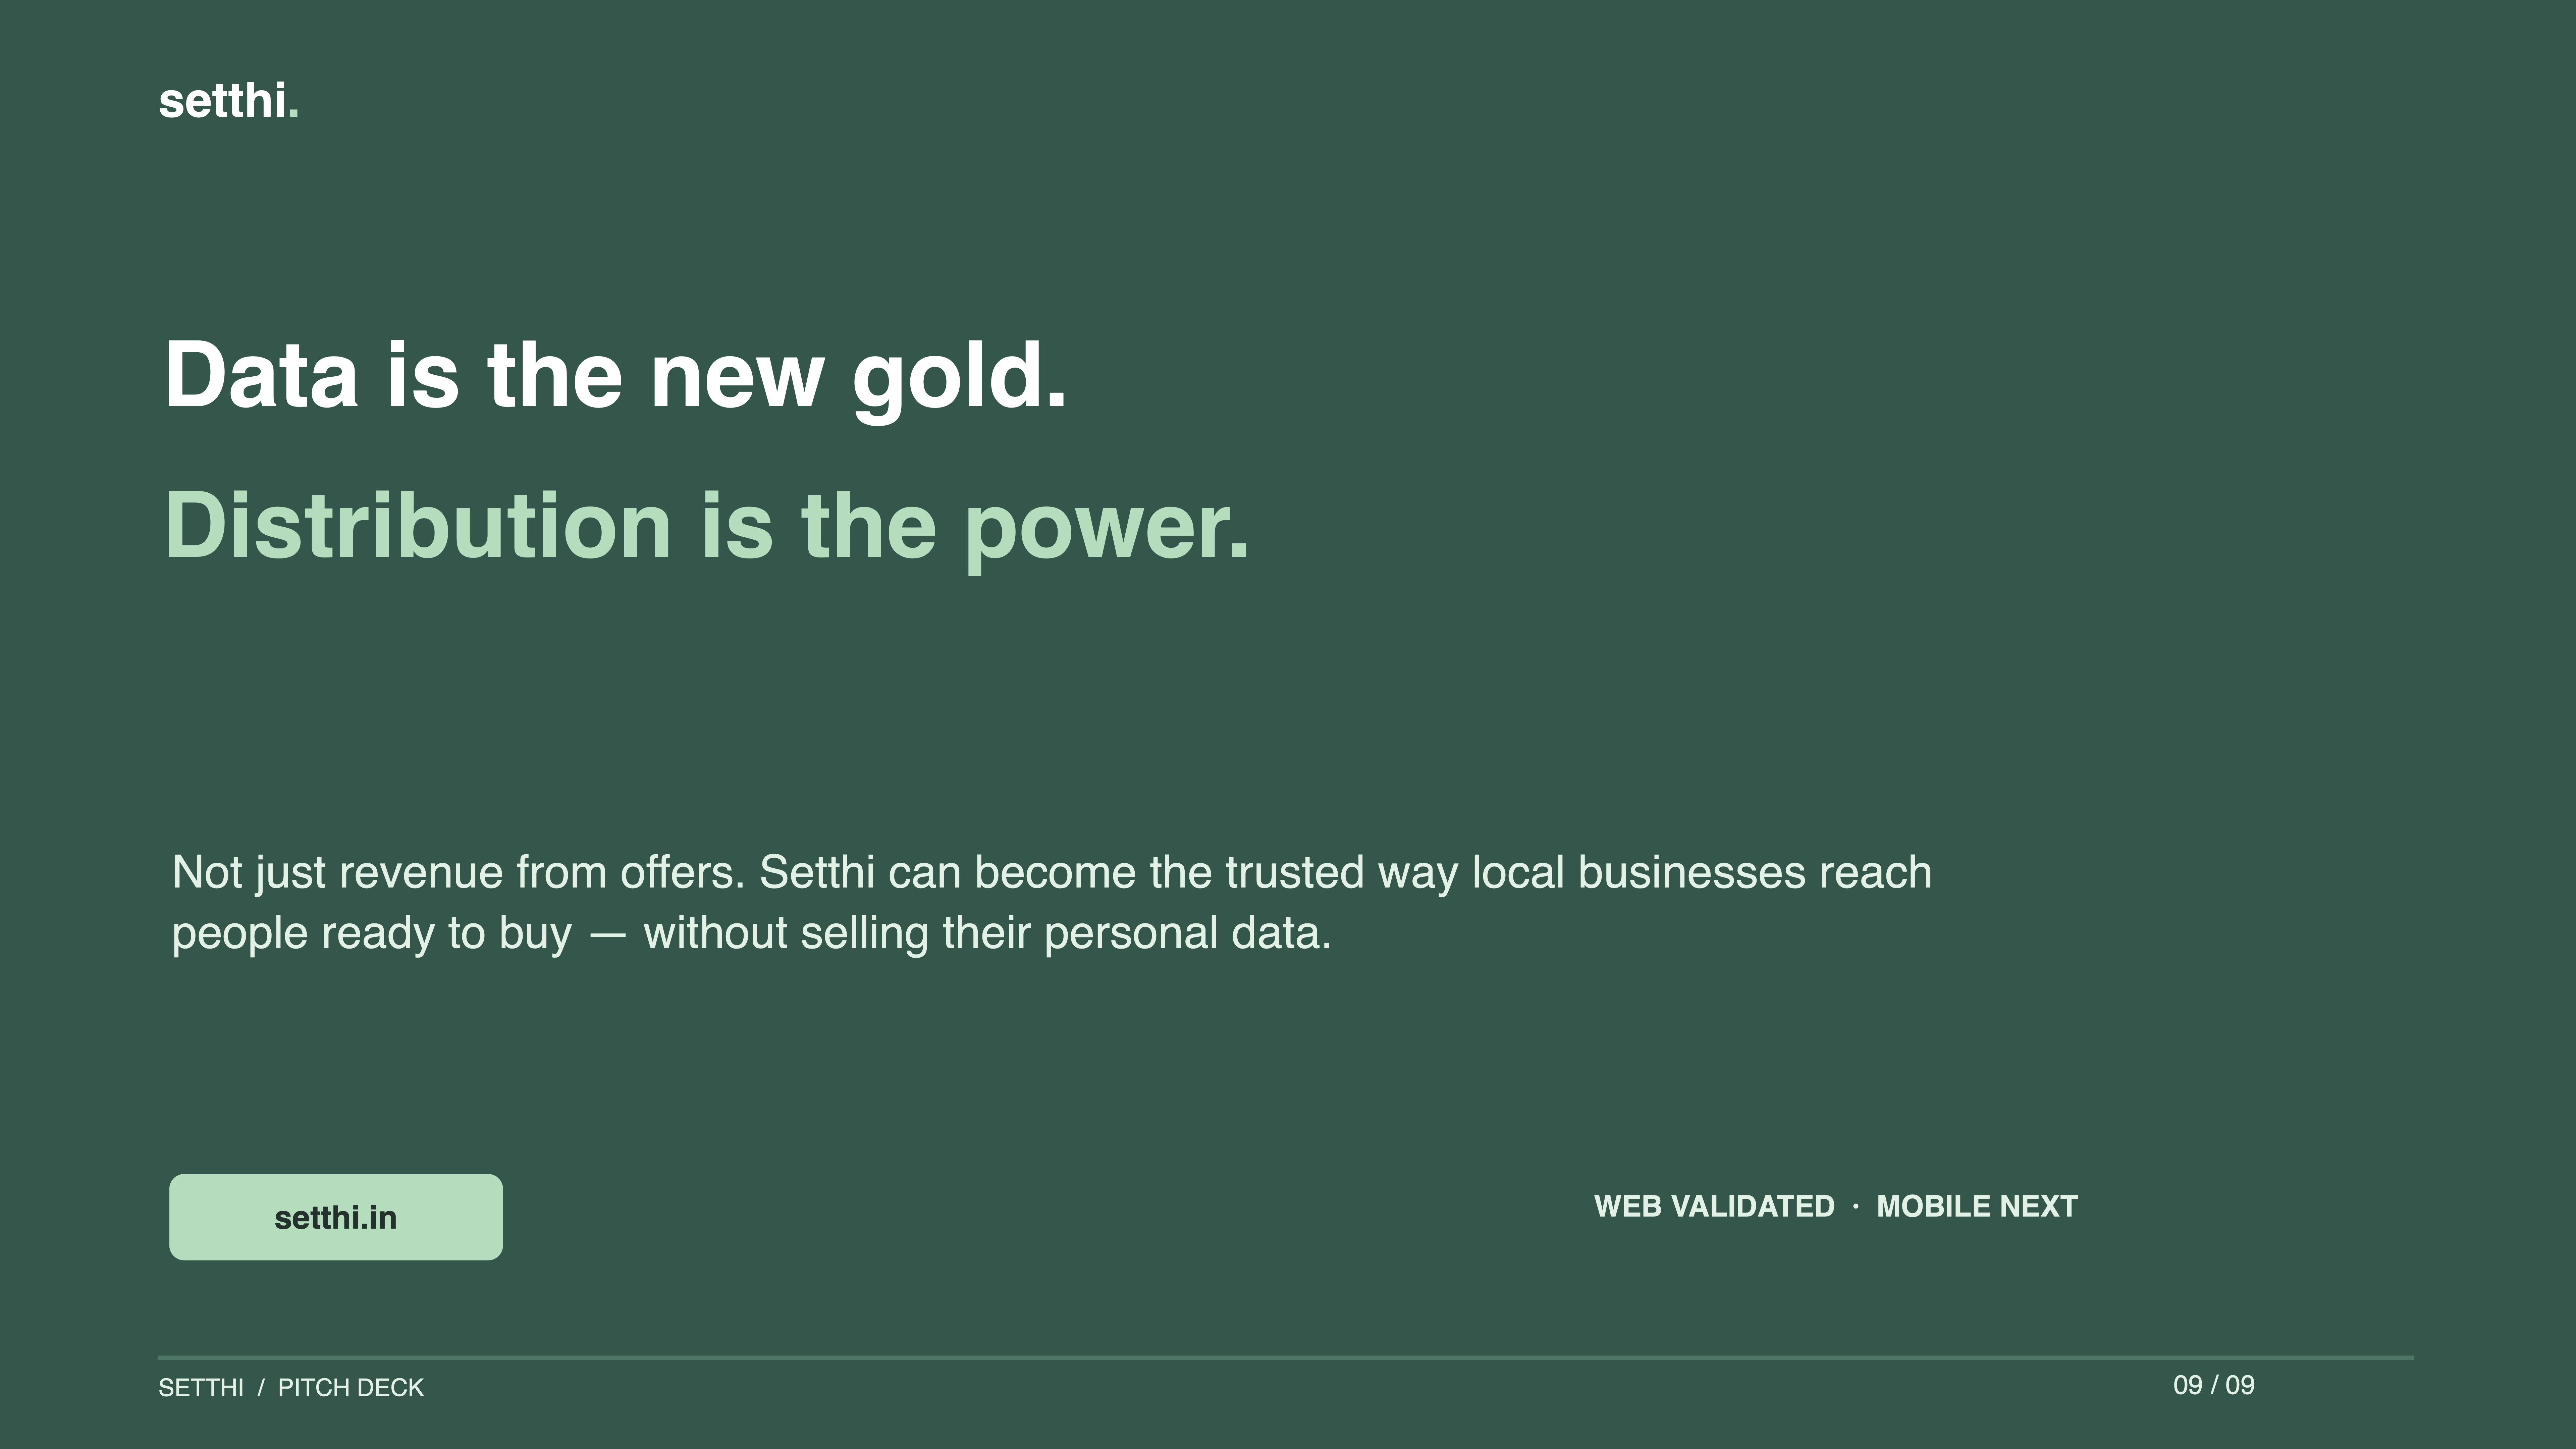 setthi.
Data is the new gold.
Distribution is the power.
Not just revenue from offers. Setthi can become the trusted way local businesses reach
people ready to buy — without selling their personal data.
setthi.in
WEB VALIDATED · MOBILE NEXT
SETTHI / PITCH DECK
09 / 09